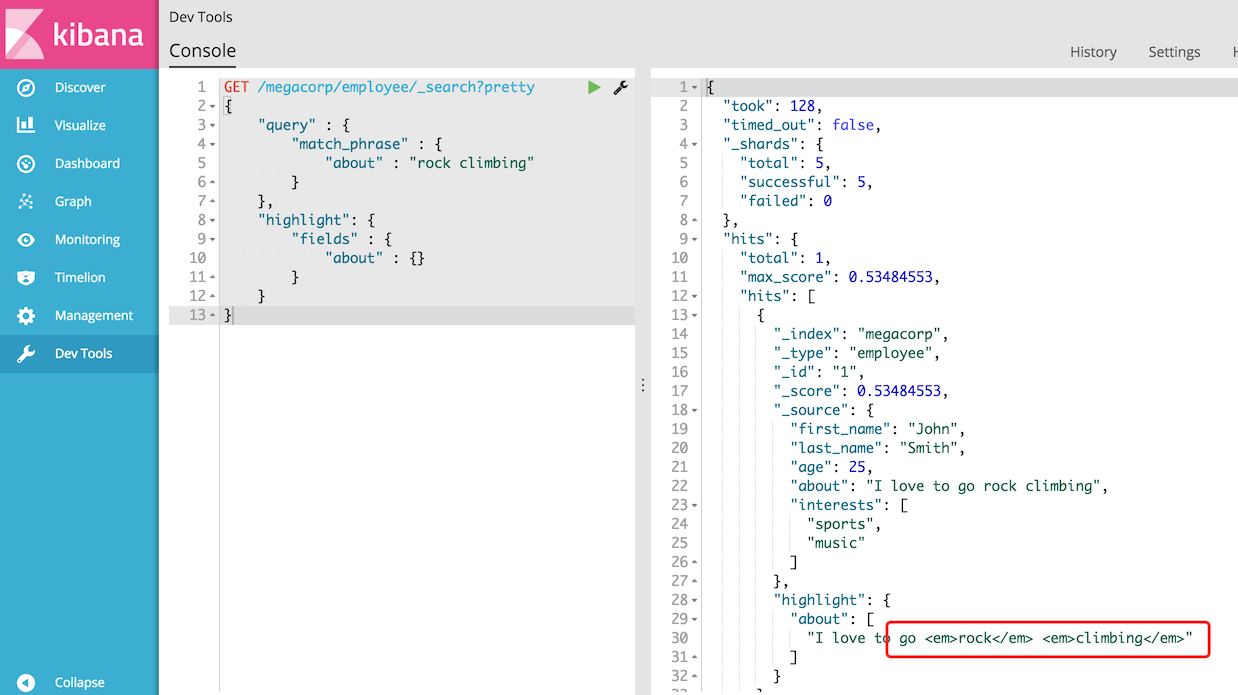 kibana
Discover
Visualize
Dashboard
Graph
Monitoring
Timelion
Management
Dev Tools
Collapse
Dev Tools
Console
History
Settings
1 GET /megacorp/employee/_search?pretty
2 {
3     "query" : {
4         "match_phrase" : {
5             "about" : "rock climbing"
6         }
7     },
8     "highlight": {
9         "fields" : {
10             "about" : {}
11         }
12     }
13 }
1 {
2   "took": 128,
3   "timed_out": false,
4   "_shards": {
5     "total": 5,
6     "successful": 5,
7     "failed": 0
8   },
9   "hits": {
10     "total": 1,
11     "max_score": 0.53484553,
12     "hits": [
13       {
14         "_index": "megacorp",
15         "_type": "employee",
16         "_id": "1",
17         "_score": 0.53484553,
18         "_source": {
19           "first_name": "John",
20           "last_name": "Smith",
21           "age": 25,
22           "about": "I love to go rock climbing",
23           "interests": [
24             "sports",
25             "music"
26           ]
27         },
28         "highlight": {
29           "about": [
30             "I love to go <em>rock</em> <em>climbing</em>"
31           ]
32         }